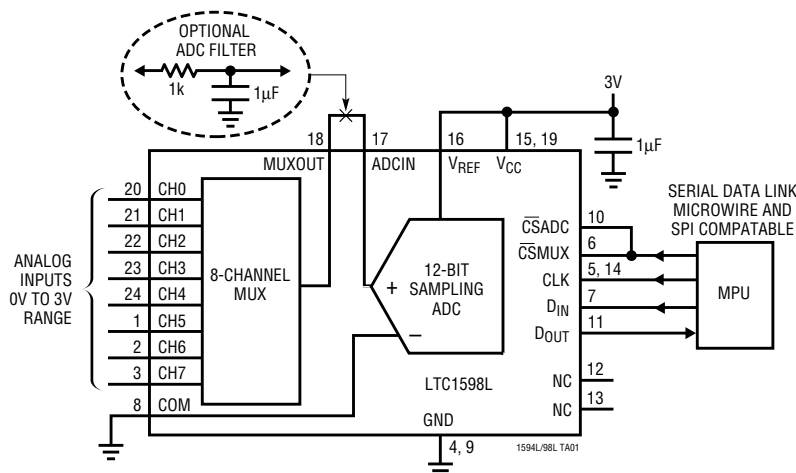 OPTIONAL
ADC FILTER
1k
1µF
3V
18
17
16
15, 19
1µF
MUXOUT
ADCIN
VREF
VCC
20
CH0
21
CH1
22
CH2
23
CH3
24
CH4
1
CH5
2
CH6
3
CH7
8
COM
ANALOG
INPUTS
0V TO 3V
RANGE
8-CHANNEL
MUX
+
–
12-BIT
SAMPLING
ADC
LTC1598L
GND
4, 9
CSADC
10
CSMUX
6
CLK
5, 14
DIN
7
DOUT
11
NC
12
NC
13
SERIAL DATA LINK
MICROWIRE AND
SPI COMPATABLE
MPU
1594L/98L TA01